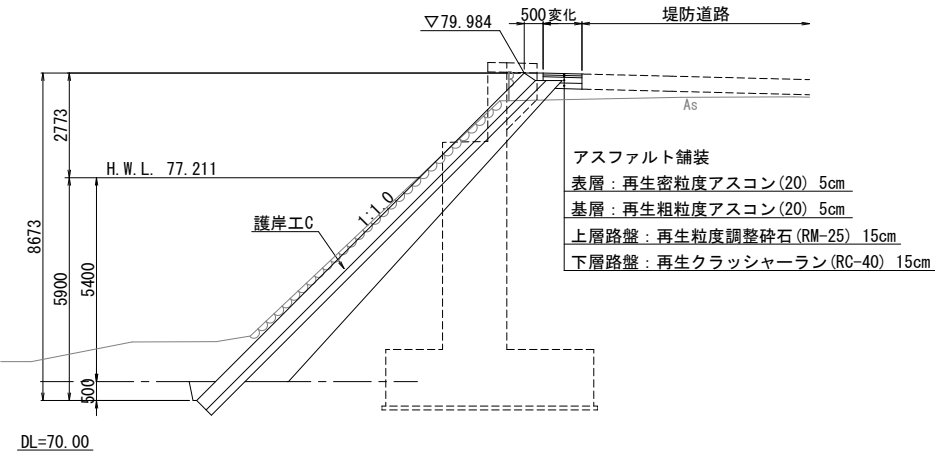 ▽79.984
500
変化
堤防道路
As
2773
H.W.L. 77.211
1:1.0
護岸工C
8673
5900
5400
500
アスファルト舗装
表層：再生密粒度アスコン(20) 5cm
基層：再生粗粒度アスコン(20) 5cm
上層路盤：再生粒度調整砕石(RM-25) 15cm
下層路盤：再生クラッシャーラン(RC-40) 15cm
DL=70.00